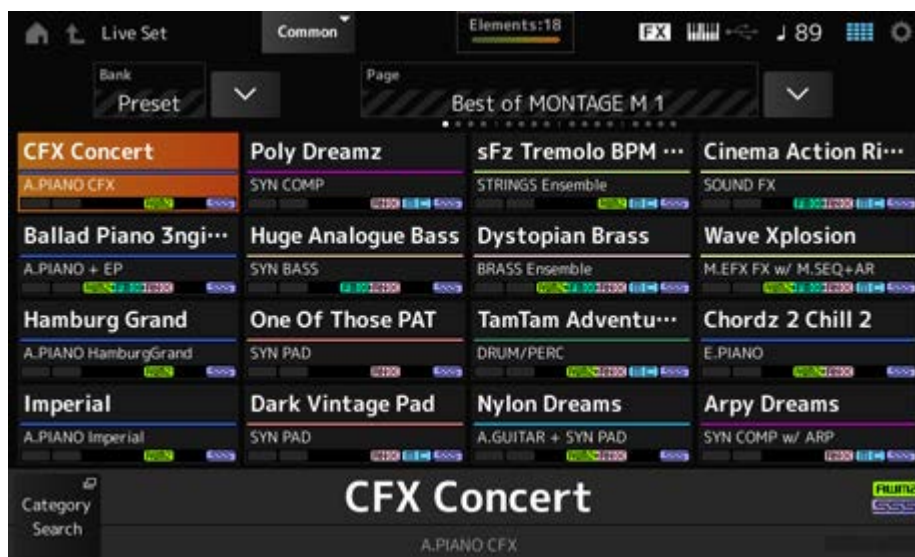 Live Set
Common
Elements:18
FX
89
Bank
Preset
Page
Best of MONTAGE M 1
CFX Concert
Poly Dreamz
sFz Tremolo BPM ···
Cinema Action Ri···
A.PIANO CFX
SYN COMP
STRINGS Ensemble
SOUND FX
Ballad Piano 3ngi···
Huge Analogue Bass
Dystopian Brass
Wave Xplosion
A.PIANO + EP
SYN BASS
BRASS Ensemble
M.EFX FX w/ M.SEQ+AR
Hamburg Grand
One Of Those PAT
TamTam Adventu···
Chordz 2 Chill 2
A.PIANO HamburgGrand
SYN PAD
DRUM/PERC
E.PIANO
Imperial
Dark Vintage Pad
Nylon Dreams
Arpy Dreams
A.PIANO Imperial
SYN PAD
A.GUITAR + SYN PAD
SYN COMP w/ ARP
Category
Search
CFX Concert
AWM2
SSS
A.PIANO CFX